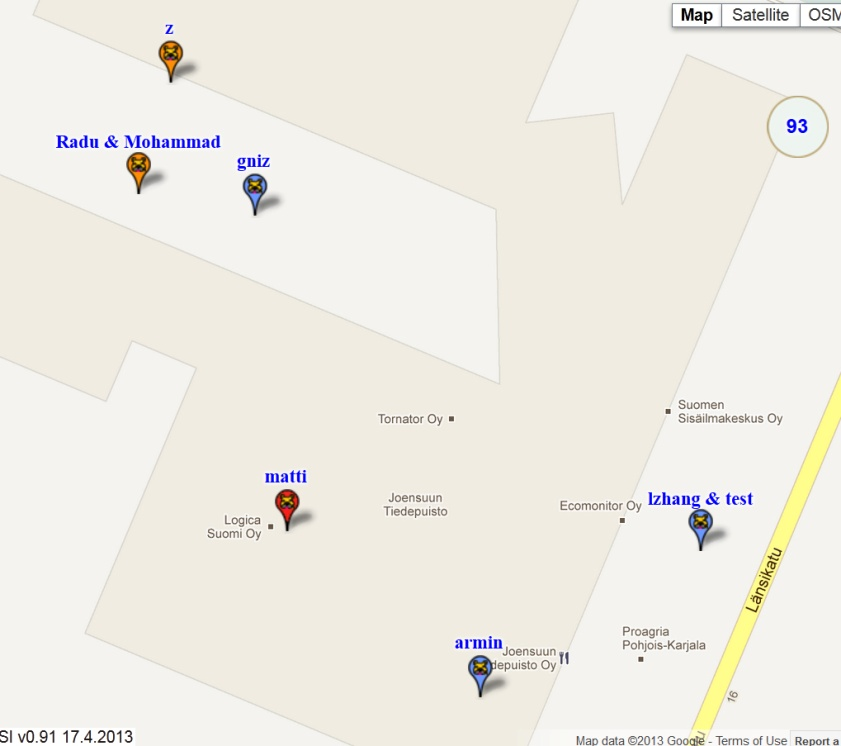 Map Satellite OSM
z
93
Radu & Mohammad
gniz
Suomen
Sisäilmakeskus Oy
Tornator Oy
matti
Joensuun
Tiedepuisto
Ecomonitor Oy
lzhang & test
Logica
Suomi Oy
Länsikatu
Proagria
Pohjois-Karjala
armin
Joensuun
depuisto Oy
16
SI v0.91 17.4.2013
Map data ©2013 Google - Terms of Use Report a